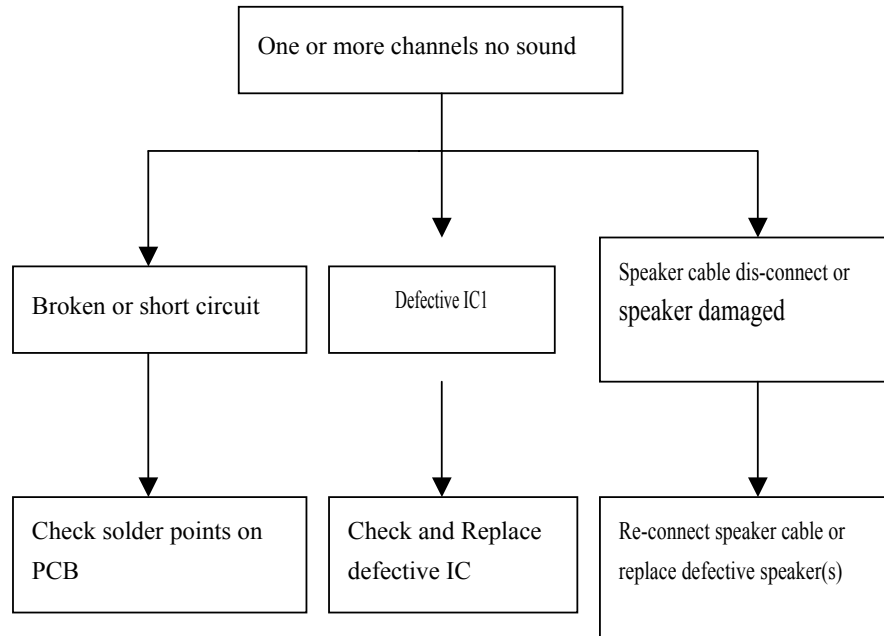 One or more channels no sound
Broken or short circuit
Defective IC1
Speaker cable dis-connect or
speaker damaged
Check solder points on
PCB
Check and Replace
defective IC
Re-connect speaker cable or
replace defective speaker(s)